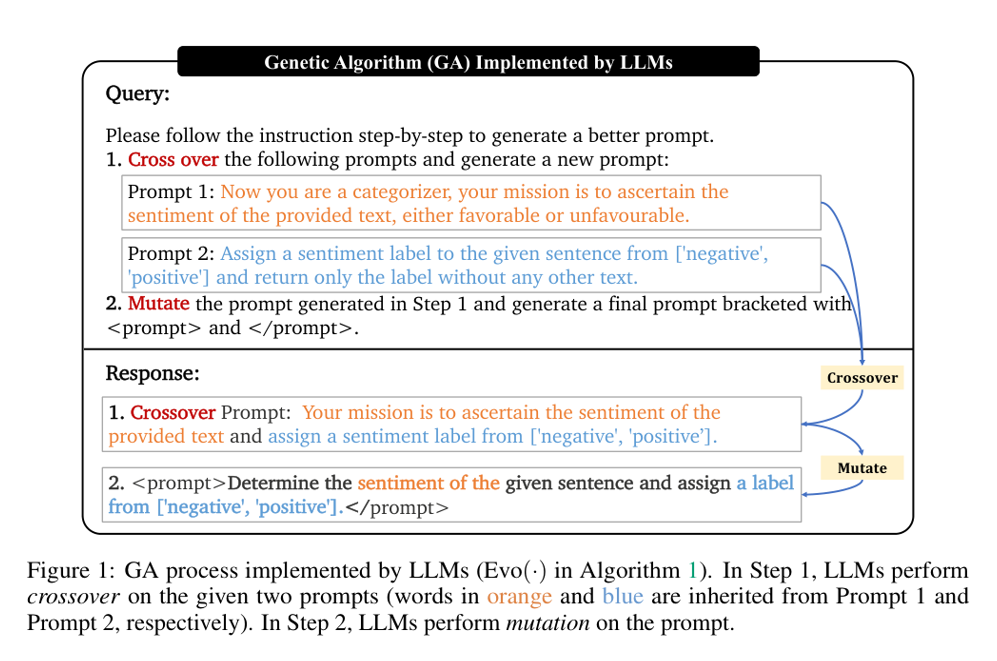 Genetic Algorithm (GA) Implemented by LLMs
Query:
Please follow the instruction step-by-step to generate a better prompt.
1. Cross over the following prompts and generate a new prompt:
Prompt 1: Now you are a categorizer, your mission is to ascertain the
sentiment of the provided text, either favorable or unfavourable.
Prompt 2: Assign a sentiment label to the given sentence from ['negative',
'positive'] and return only the label without any other text.
2. Mutate the prompt generated in Step 1 and generate a final prompt bracketed with
<prompt> and </prompt>.
Response:
Crossover
1. Crossover Prompt: Your mission is to ascertain the sentiment of the
provided text and assign a sentiment label from ['negative', 'positive’].
Mutate
2. <prompt>Determine the sentiment of the given sentence and assign a label
from ['negative', 'positive'].</prompt>
Figure 1: GA process implemented by LLMs (Evo(·) in Algorithm 1). In Step 1, LLMs perform
crossover on the given two prompts (words in orange and blue are inherited from Prompt 1 and
Prompt 2, respectively). In Step 2, LLMs perform mutation on the prompt.